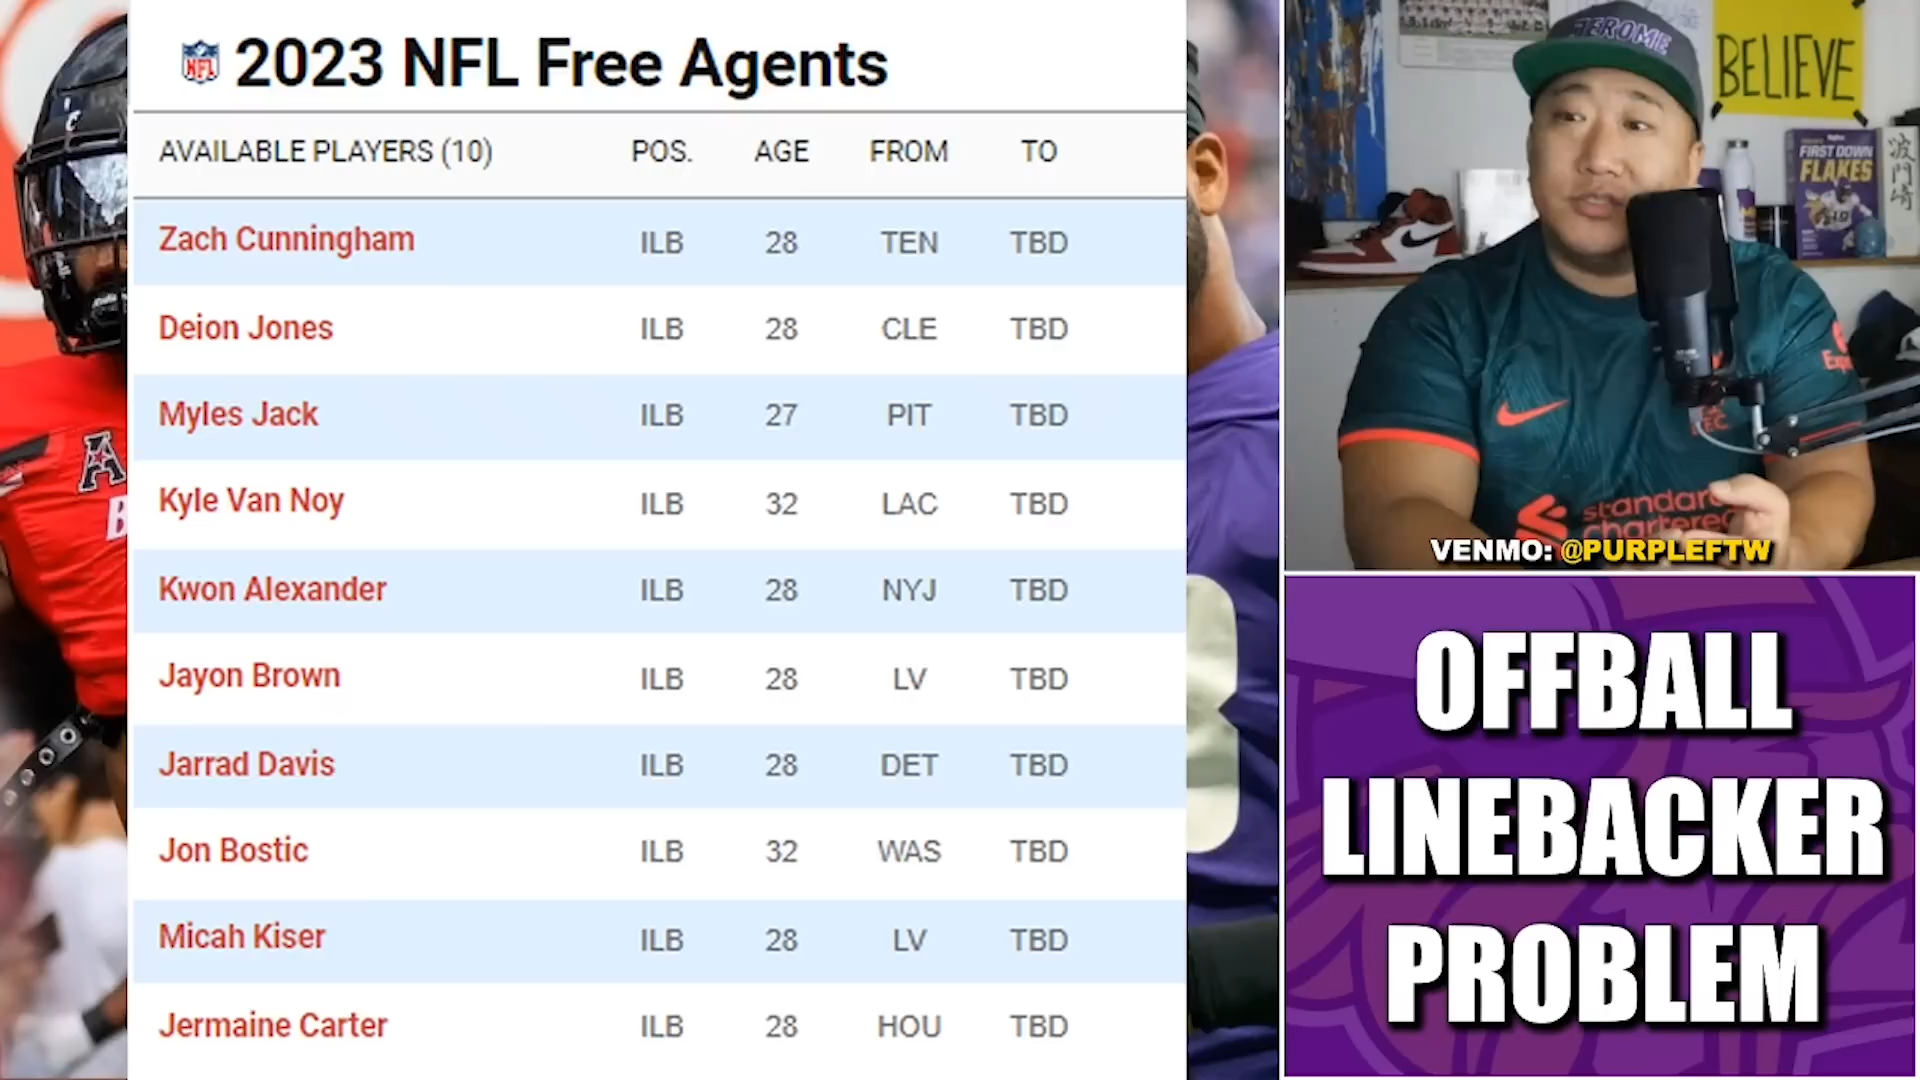 NFL 2023 NFL Free Agents
AVAILABLE PLAYERS (10) POS. AGE FROM TO
Zach Cunningham ILB 28 TEN TBD
Deion Jones ILB 28 CLE TBD
Myles Jack ILB 27 PIT TBD
Kyle Van Noy ILB 32 LAC TBD
Kwon Alexander ILB 28 NYJ TBD
Jayon Brown ILB 28 LV TBD
Jarrad Davis ILB 28 DET TBD
Jon Bostic ILB 32 WAS TBD
Micah Kiser ILB 28 LV TBD
Jermaine Carter ILB 28 HOU TBD
JEROME
BELIEVE
FIRST DOWN
FLAKES
standard
chartered
VENMO: @PURPLEFTW
OFFBALL
LINEBACKER
PROBLEM